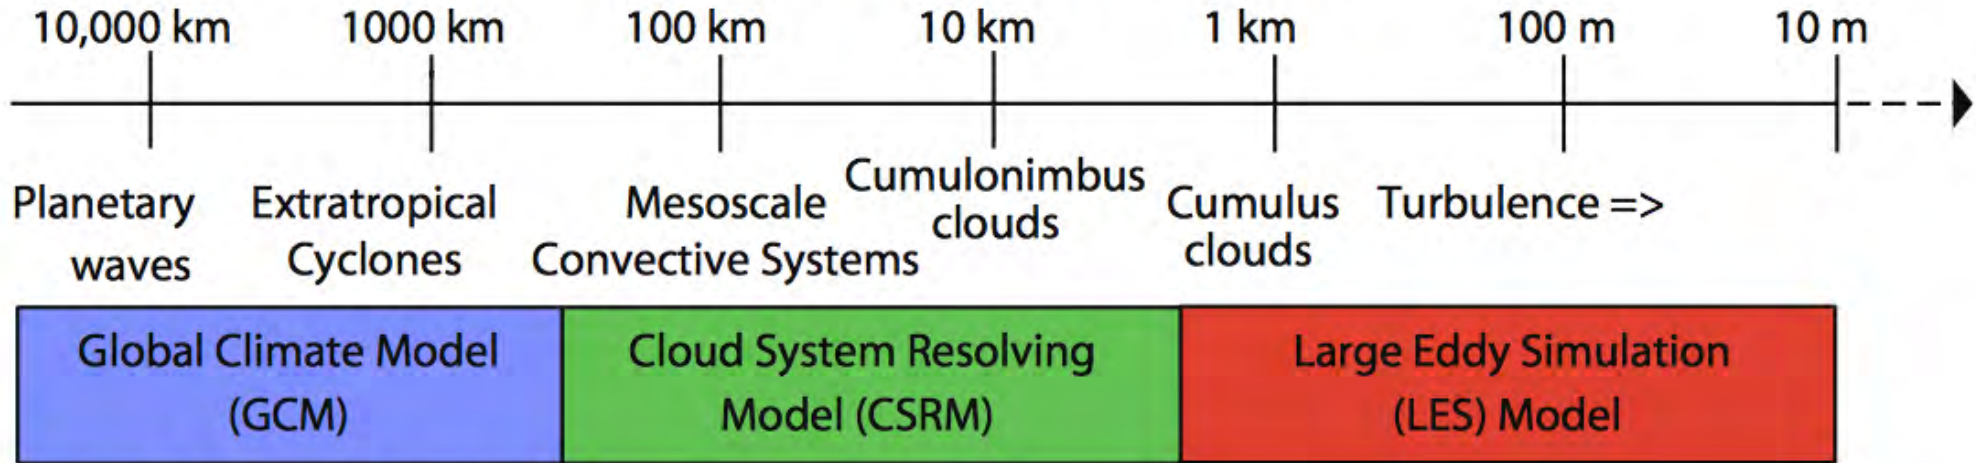 10,000 km 1000 km 100 km 10 km 1 km 100 m 10 m
Planetary
waves
Extratropical
Cyclones
Mesoscale
Convective Systems
Cumulonimbus
clouds
Cumulus
clouds
Turbulence =>
Global Climate Model
(GCM)
Cloud System Resolving
Model (CSRM)
Large Eddy Simulation
(LES) Model